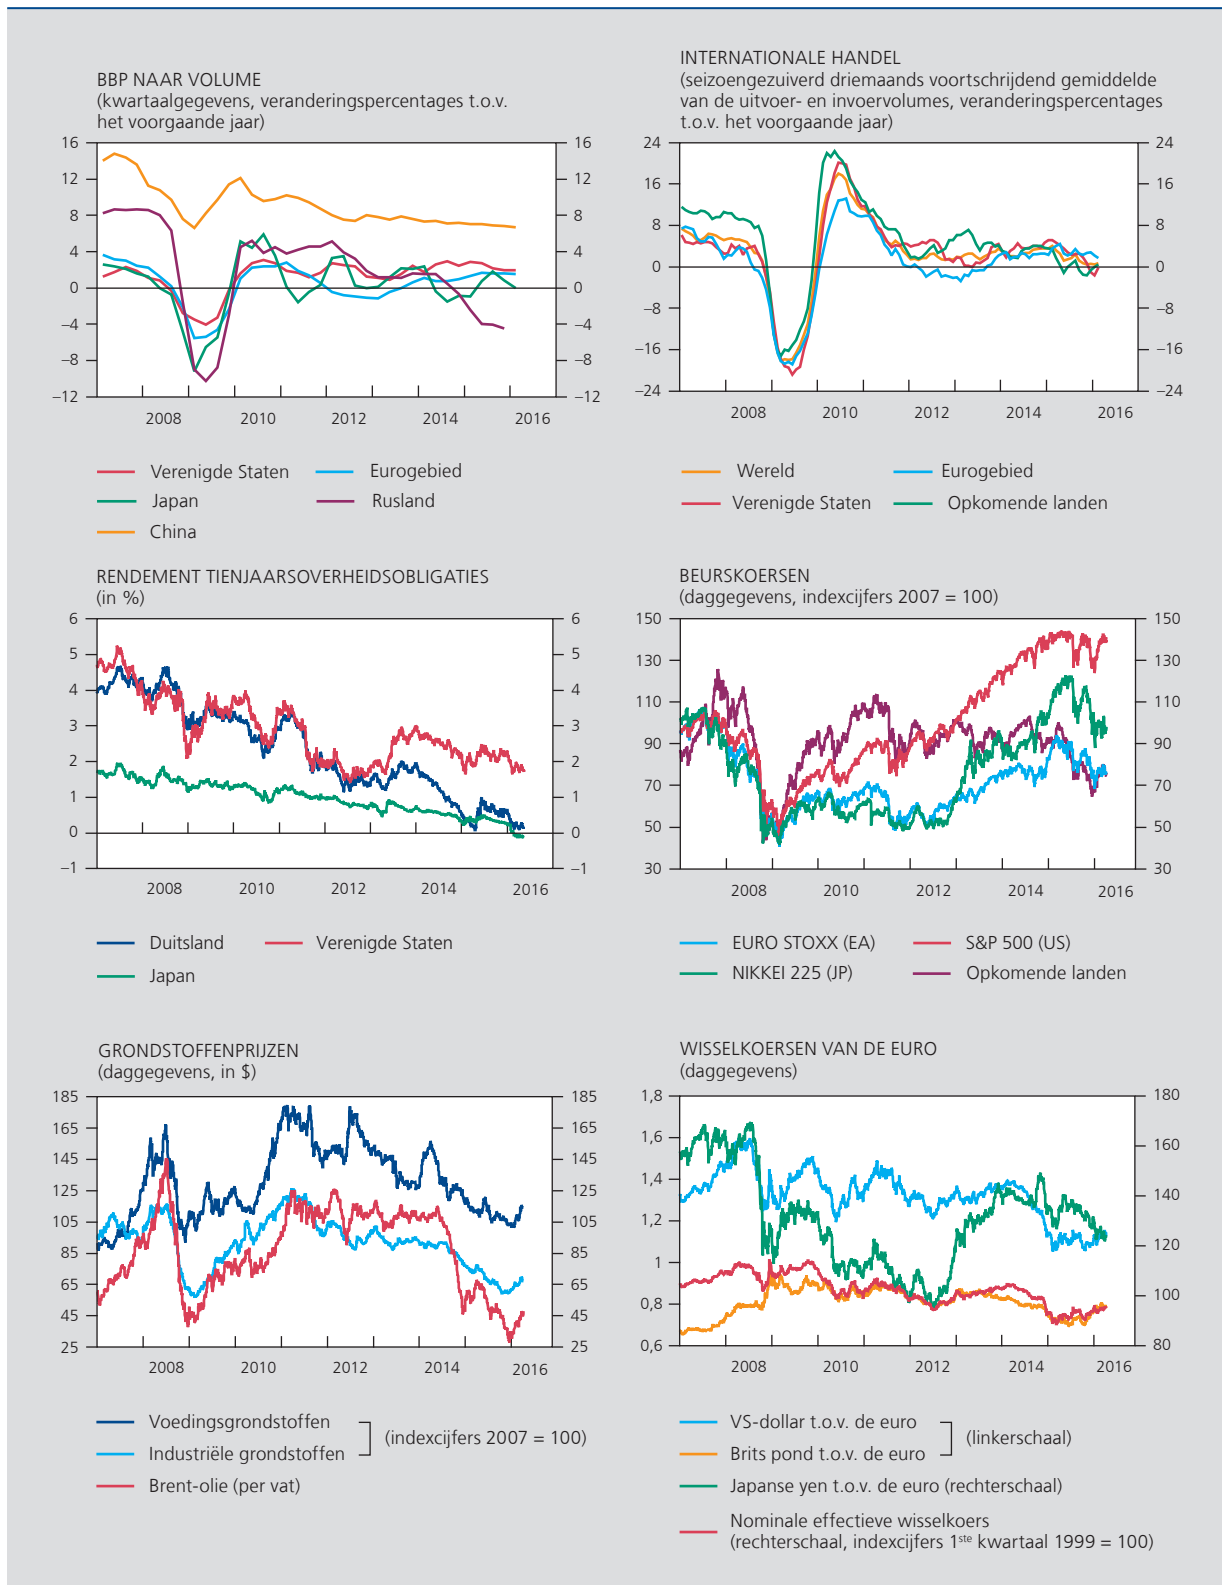 BBP NAAR VOLUME
(kwartaalgegevens, veranderingspercentages t.o.v.
het voorgaande jaar)
16 16
12 12
8 8
4 4
0 0
–4 –4
–8 –8
–12 –12
2008 2010 2012 2014 2016
Verenigde Staten Eurogebied
Japan Rusland
China
INTERNATIONALE HANDEL
(seizoengezuiverd driemaands voortschrijdend gemiddelde
van de uitvoer- en invoervolumes, veranderingspercentages
t.o.v. het voorgaande jaar)
24 24
16 16
8 8
0 0
–8 –8
–16 –16
–24 –24
2008 2010 2012 2014 2016
Wereld Eurogebied
Verenigde Staten Opkomende landen
RENDEMENT TIENJAARSOVERHEIDSOBLIGATIES
(in %)
6 6
5 5
4 4
3 3
2 2
1 1
0 0
–1 –1
2008 2010 2012 2014 2016
Duitsland Verenigde Staten
Japan
BEURSKOERSEN
(daggegevens, indexcijfers 2007 = 100)
150 150
130 130
110 110
90 90
70 70
50 50
30 30
2008 2010 2012 2014 2016
EURO STOXX (EA) S&P 500 (US)
NIKKEI 225 (JP) Opkomende landen
GRONDSTOFFENPRIJZEN
(daggegevens, in $)
185 185
165 165
145 145
125 125
105 105
85 85
65 65
45 45
25 25
2008 2010 2012 2014 2016
Voedingsgrondstoffen
Industriële grondstoffen
(indexcijfers 2007 = 100)
Brent-olie (per vat)
WISSELKOERSEN VAN DE EURO
(daggegevens)
1,8 180
1,6 160
1,4 140
1,2 120
1 100
0,8 80
0,6
2008 2010 2012 2014 2016
VS-dollar t.o.v. de euro
Brits pond t.o.v. de euro
(linkerschaal)
Japanse yen t.o.v. de euro (rechterschaal)
Nominale effectieve wisselkoers
(rechterschaal, indexcijfers 1ste kwartaal 1999 = 100)